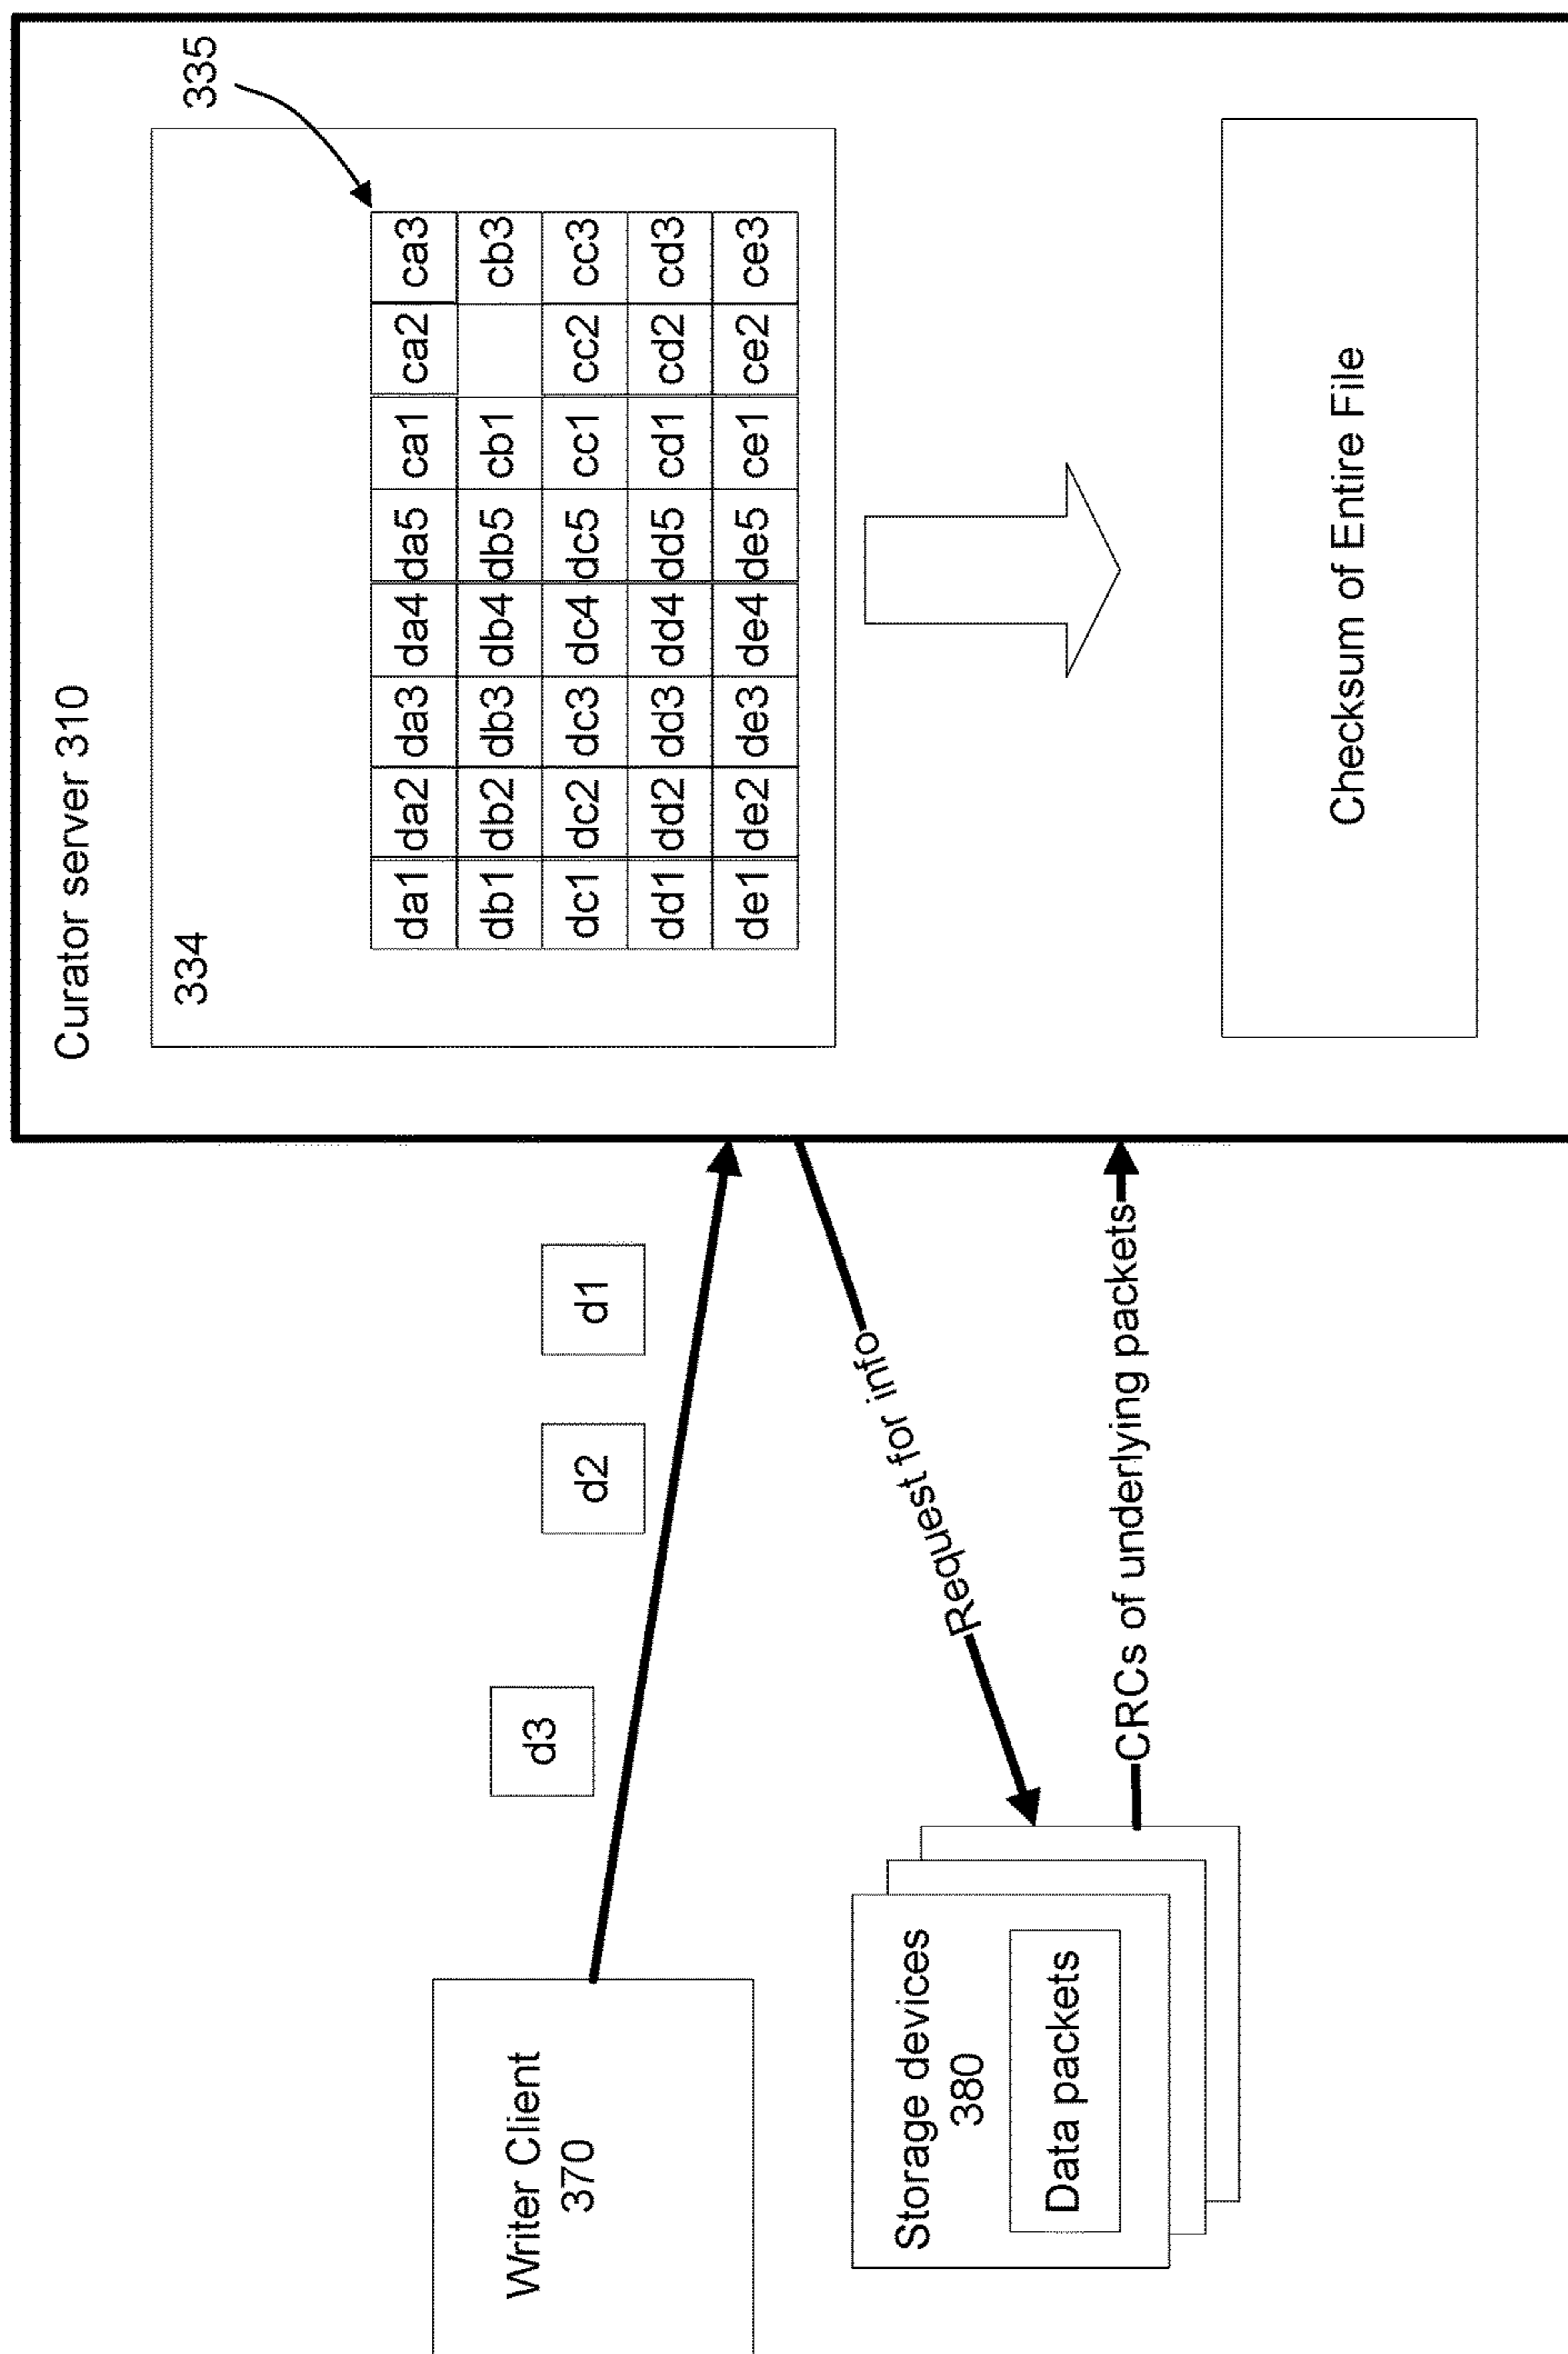 Curator server 310
334
335
da1 da2 da3 da4 da5 ca1 ca2 ca3
db1 db2 db3 db4 db5 cb1 cb3
dc1 dc2 dc3 dc4 dc5 cc1 cc2 cc3
dd1 dd2 dd3 dd4 dd5 cd1 cd2 cd3
de1 de2 de3 de4 de5 ce1 ce2 ce3
Checksum of Entire File
Writer Client
370
d3
d2
d1
Request for info
CRCs of underlying packets
Storage devices
380
Data packets